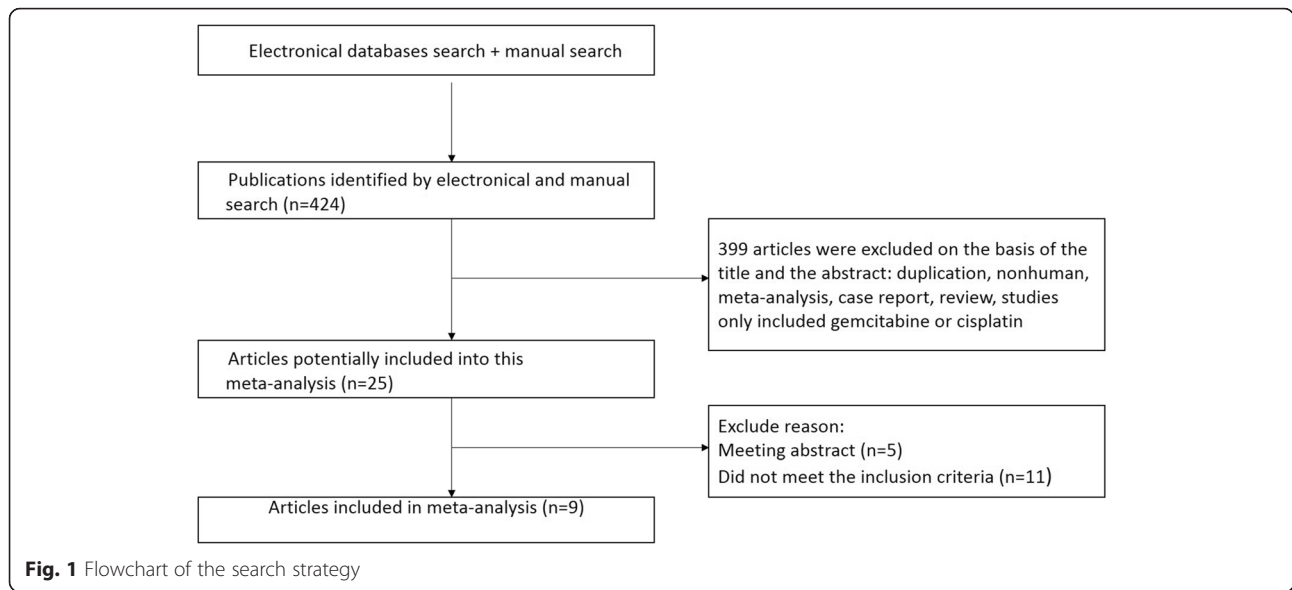 Electronical databases search + manual search
Publications identified by electronical and manual
search (n=424)
399 articles were excluded on the basis of the
title and the abstract: duplication, nonhuman,
meta-analysis, case report, review, studies
only included gemcitabine or cisplatin
Articles potentially included into this
meta-analysis (n=25)
Exclude reason:
Meeting abstract (n=5)
Did not meet the inclusion criteria (n=11)
Articles included in meta-analysis (n=9)
Fig. 1 Flowchart of the search strategy